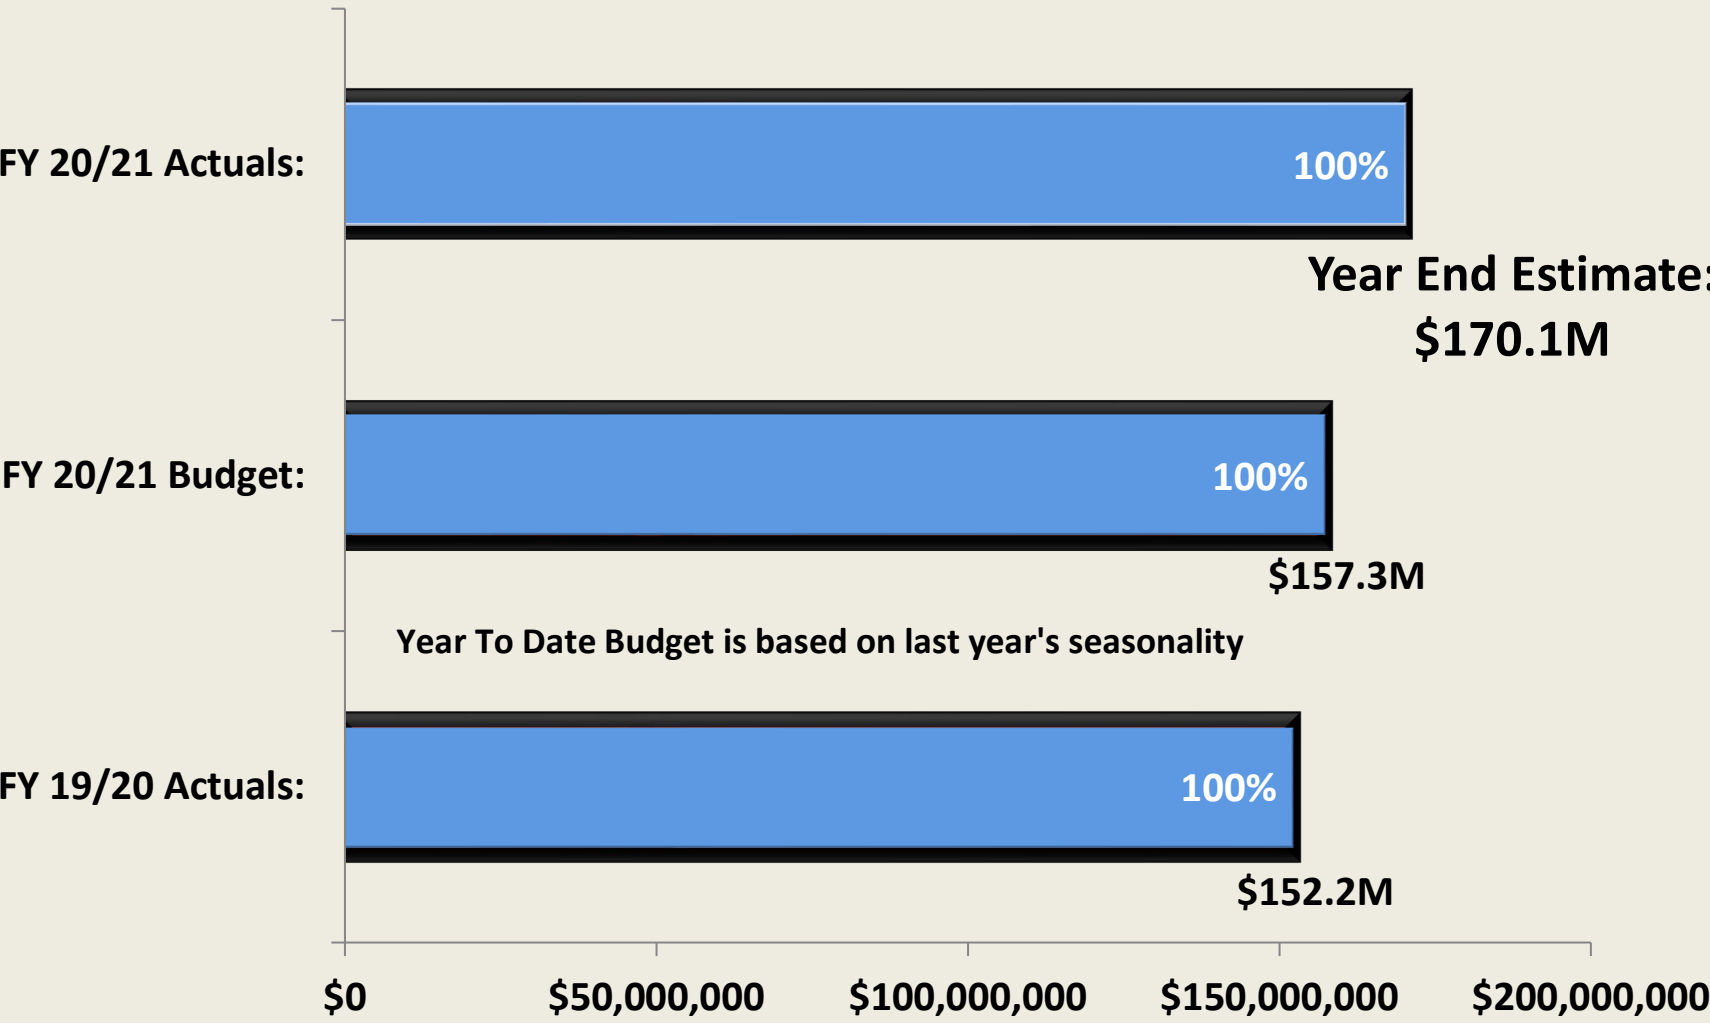 FY 20/21 Actuals:
100%
Year End Estimate:
$170.1M
FY 20/21 Budget:
100%
$157.3M
Year To Date Budget is based on last year's seasonality
FY 19/20 Actuals:
100%
$152.2M
$0 $50,000,000 $100,000,000 $150,000,000 $200,000,000